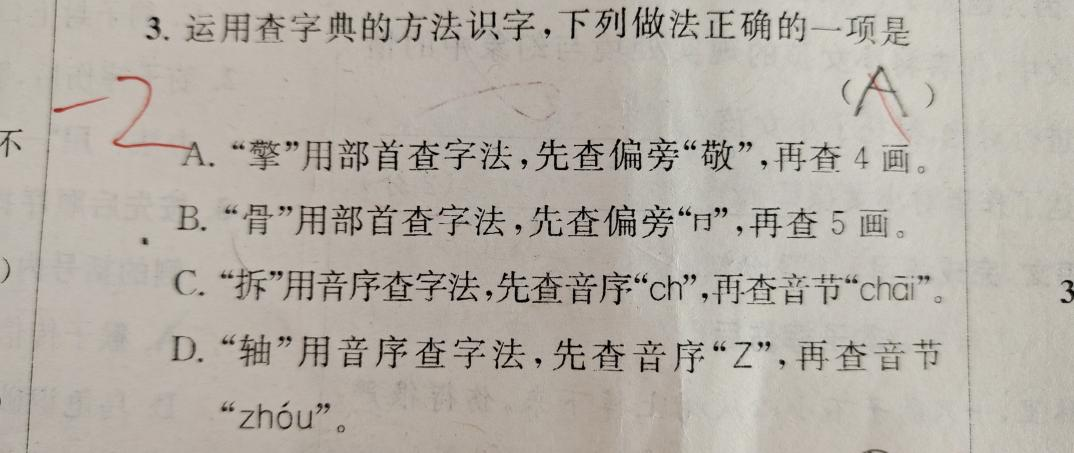 3. 运用查字典的方法识字，下列做法正确的一项是
（A）
-2
不
A. “擎”用部首查字法，先查偏旁“敬”，再查 4 画。
B. “骨”用部首查字法，先查偏旁“冂”，再查 5 画。
）
C. “拆”用音序查字法，先查音序“ch”，再查音节“chāi”。
3
D. “轴”用音序查字法，先查音序“Z”，再查音节
“zhóu”。